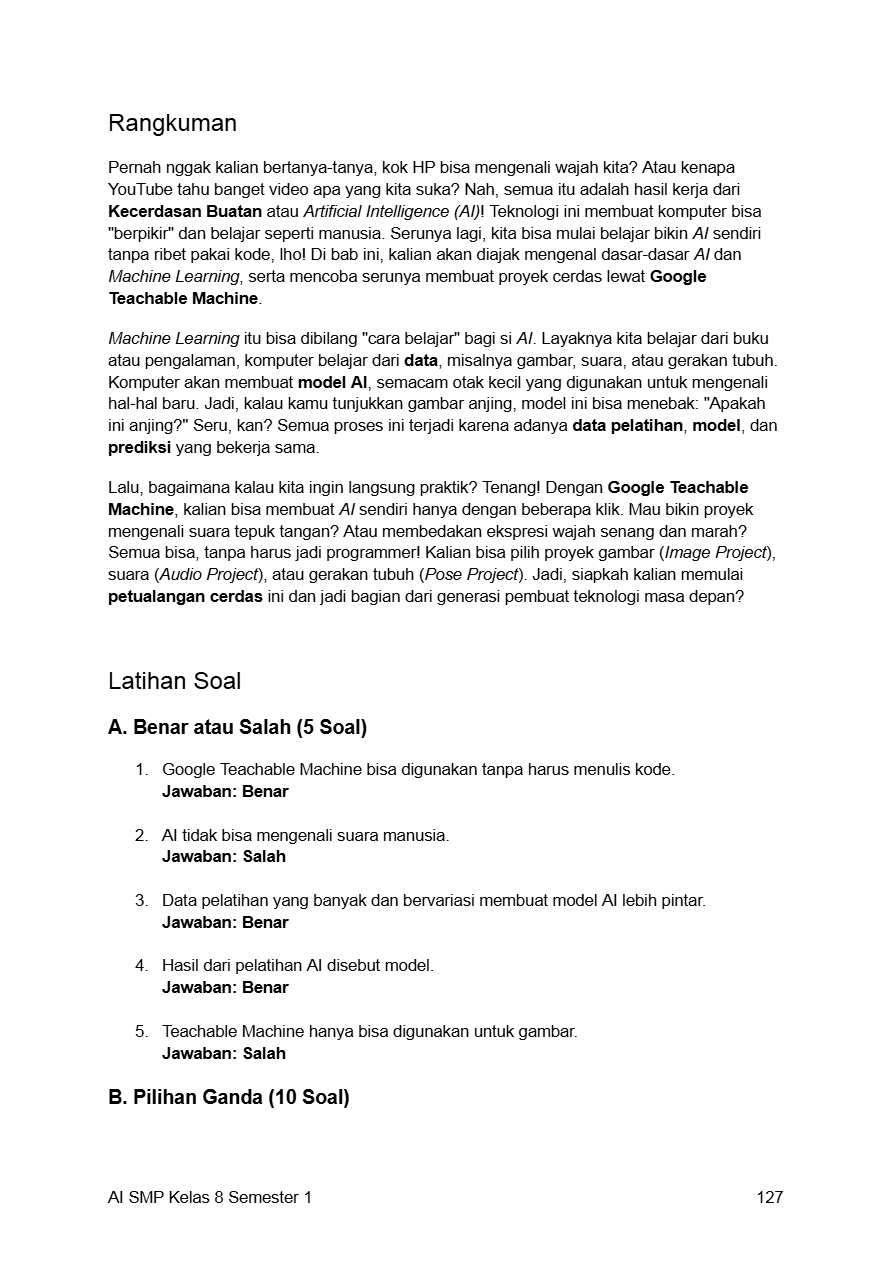 Rangkuman
Pernah nggak kalian bertanya-tanya, kok HP bisa mengenali wajah kita? Atau kenapa
YouTube tahu banget video apa yang kita suka? Nah, semua itu adalah hasil kerja dari
Kecerdasan Buatan atau Artificial Intelligence (AI)! Teknologi ini membuat komputer bisa
"berpikir" dan belajar seperti manusia. Serunya lagi, kita bisa mulai belajar bikin AI sendiri
tanpa ribet pakai kode, lho! Di bab ini, kalian akan diajak mengenal dasar-dasar AI dan
Machine Learning, serta mencoba serunya membuat proyek cerdas lewat Google
Teachable Machine.
Machine Learning itu bisa dibilang "cara belajar" bagi si AI. Layaknya kita belajar dari buku
atau pengalaman, komputer belajar dari data, misalnya gambar, suara, atau gerakan tubuh.
Komputer akan membuat model AI, semacam otak kecil yang digunakan untuk mengenali
hal-hal baru. Jadi, kalau kamu tunjukkan gambar anjing, model ini bisa menebak: "Apakah
ini anjing?" Seru, kan? Semua proses ini terjadi karena adanya data pelatihan, model, dan
prediksi yang bekerja sama.
Lalu, bagaimana kalau kita ingin langsung praktik? Tenang! Dengan Google Teachable
Machine, kalian bisa membuat AI sendiri hanya dengan beberapa klik. Mau bikin proyek
mengenali suara tepuk tangan? Atau membedakan ekspresi wajah senang dan marah?
Semua bisa, tanpa harus jadi programmer! Kalian bisa pilih proyek gambar (Image Project),
suara (Audio Project), atau gerakan tubuh (Pose Project). Jadi, siapkah kalian memulai
petualangan cerdas ini dan jadi bagian dari generasi pembuat teknologi masa depan?
Latihan Soal
A. Benar atau Salah (5 Soal)
1. Google Teachable Machine bisa digunakan tanpa harus menulis kode.
Jawaban: Benar
2. AI tidak bisa mengenali suara manusia.
Jawaban: Salah
3. Data pelatihan yang banyak dan bervariasi membuat model AI lebih pintar.
Jawaban: Benar
4. Hasil dari pelatihan AI disebut model.
Jawaban: Benar
5. Teachable Machine hanya bisa digunakan untuk gambar.
Jawaban: Salah
B. Pilihan Ganda (10 Soal)
AI SMP Kelas 8 Semester 1 127